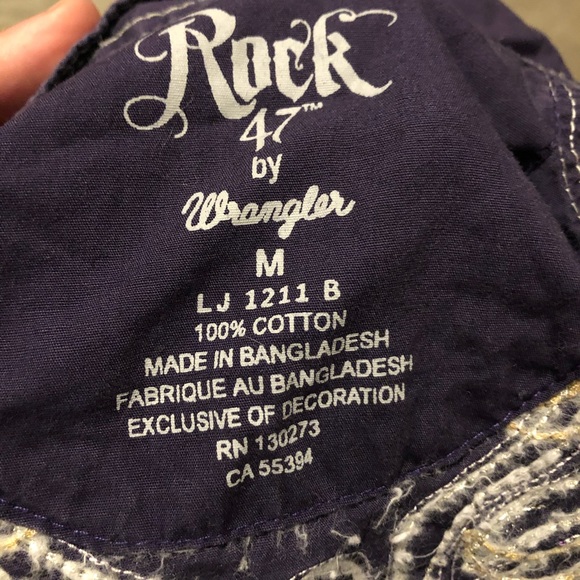 Rock
47™
by
Wrangler
M
LJ 1211 B
100% COTTON
MADE IN BANGLADESH
FABRIQUE AU BANGLADESH
EXCLUSIVE OF DECORATION
RN 130273
CA 55394